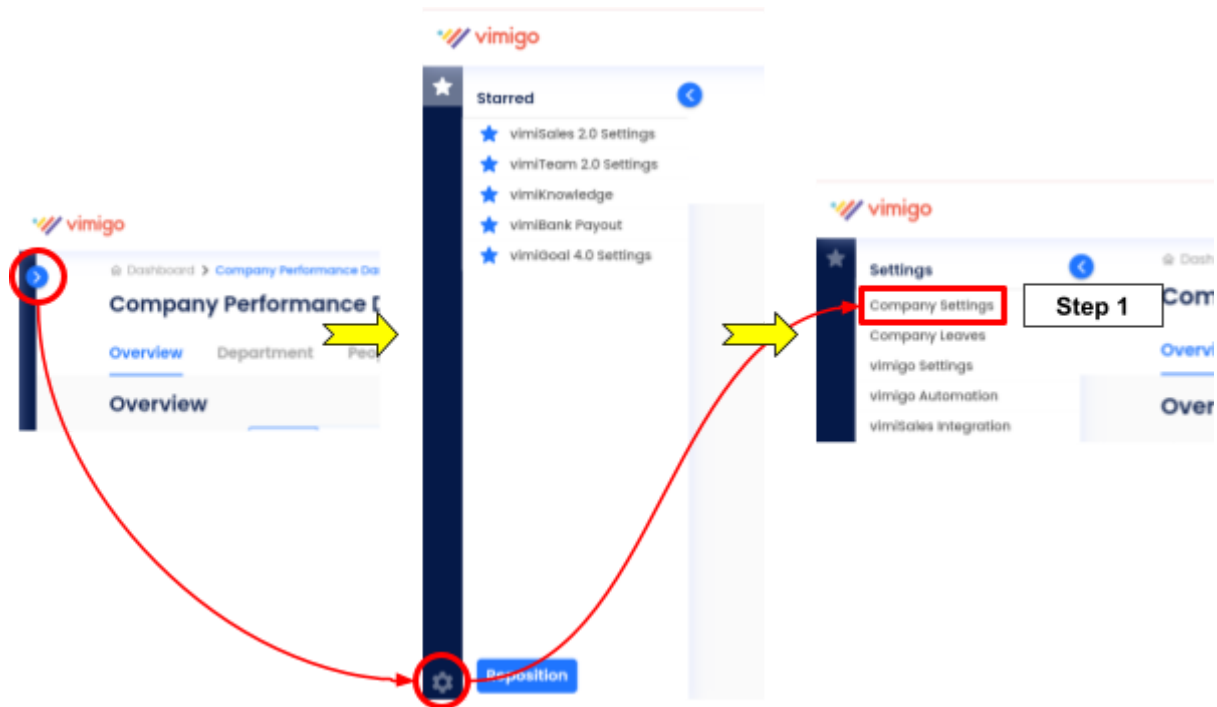 vimigo
Dashboard > Company Performance Da
Company Performance D
Overview Department Peo
Overview
vimigo
Starred
vimiSales 2.0 Settings
vimiTeam 2.0 Settings
vimiKnowledge
vimiBank Payout
vimiGoal 4.0 Settings
Reposition
vimigo
Settings
Company Settings
Company Leaves
vimigo Settings
vimigo Automation
vimiSales Integration
Step 1
Dash
Com
Overvi
Over